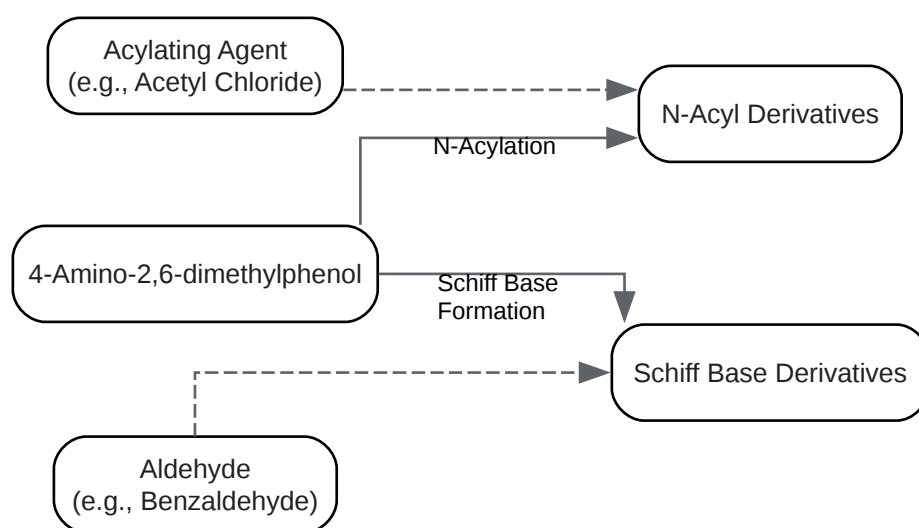 Acylating Agent
(e.g., Acetyl Chloride)
N-Acyl Derivatives
N-Acylation
4-Amino-2,6-dimethylphenol
Schiff Base
Formation
Schiff Base Derivatives
Aldehyde
(e.g., Benzaldehyde)